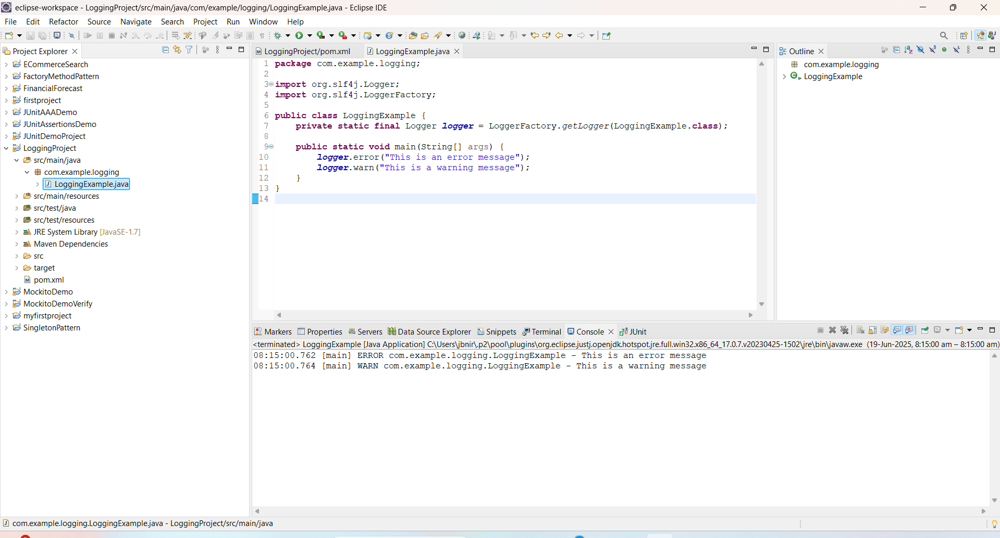 eclipse-workspace - LoggingProject/src/main/java/com/example/logging/LoggingExample.java - Eclipse IDE
File Edit Refactor Source Navigate Search Project Run Window Help
Project Explorer
ECommerceSearch
FactoryMethodPattern
FinancialForecast
firstproject
JUnitAAADemo
JUnitAssertionsDemo
JUnitDemoProject
LoggingProject
src/main/java
com.example.logging
LoggingExample.java
src/main/resources
src/test/java
src/test/resources
JRE System Library [JavaSE-1.7]
Maven Dependencies
src
target
pom.xml
MockitoDemo
MockitoDemoVerify
myfirstproject
SingletonPattern
LoggingProject/pom.xml LoggingExample.java
1 package com.example.logging;
2
3 import org.slf4j.Logger;
4 import org.slf4j.LoggerFactory;
5
6 public class LoggingExample {
7     private static final Logger logger = LoggerFactory.getLogger(LoggingExample.class);
8
9     public static void main(String[] args) {
10         logger.error("This is an error message");
11         logger.warn("This is a warning message");
12     }
13 }
14
Outline
com.example.logging
LoggingExample
Markers Properties Servers Data Source Explorer Snippets Terminal Console JUnit
<terminated> LoggingExample [Java Application] C:\Users\jbnir\.p2\pool\plugins\org.eclipse.justj.openjdk.hotspot.jre.full.win32.x86_64_17.0.7.v20230425-1502\jre\bin\javaw.exe (19-Jun-2025, 8:15:00 am – 8:15:00 am)
08:15:00.762 [main] ERROR com.example.logging.LoggingExample - This is an error message
08:15:00.764 [main] WARN com.example.logging.LoggingExample - This is a warning message
com.example.logging.LoggingExample.java - LoggingProject/src/main/java